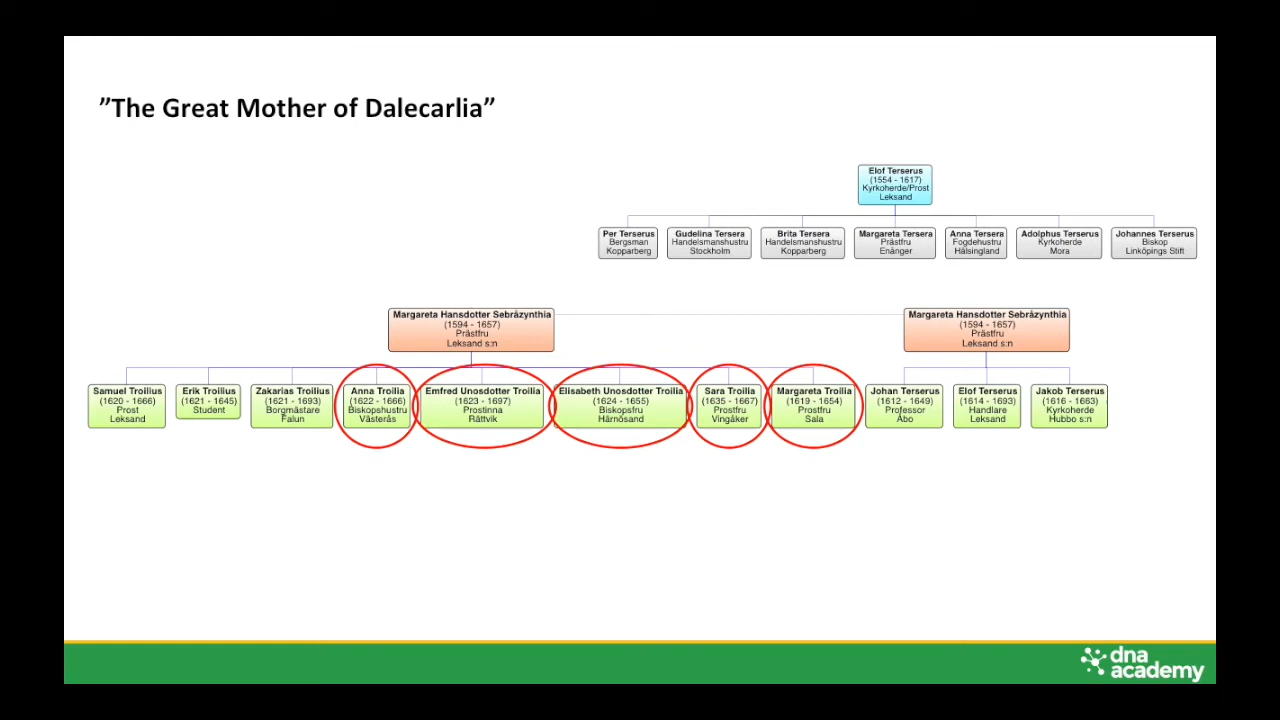 ”The Great Mother of Dalecarlia”
Elof Terserus
(1554 - 1617)
Kyrkoherde/Prost
Leksand
Per Terserus
Bergsman
Kopparberg
Gudelina Tersera
Handelsmanshustru
Stockholm
Brita Tersera
Handelsmanshustru
Kopparberg
Margareta Tersera
Prästfru
Enånger
Anna Tersera
Fogdehustru
Hälsingland
Adolphus Terserus
Kyrkoherde
Mora
Johannes Terserus
Biskop
Linköpings Stift
Margareta Hansdotter Sebråzynthia
(1594 - 1657)
Prästfru
Leksand s:n
Margareta Hansdotter Sebråzynthia
(1594 - 1657)
Prästfru
Leksand s:n
Samuel Troilius
(1620 - 1666)
Prost
Leksand
Erik Troilius
(1621 - 1645)
Student
Zakarias Troilius
(1621 - 1693)
Borgmästare
Falun
Anna Troilia
(1622 - 1666)
Biskopshustru
Västerås
Emfred Unosdotter Troilia
(1623 - 1697)
Prostinna
Rättvik
Elisabeth Unosdotter Troilia
(1624 - 1655)
Biskopsfru
Härnösand
Sara Troilia
(1635 - 1667)
Prostfru
Vingåker
Margareta Troilia
(1619 - 1654)
Prostfru
Sala
Johan Terserus
(1612 - 1649)
Professor
Åbo
Elof Terserus
(1614 - 1693)
Handlare
Leksand
Jakob Terserus
(1616 - 1663)
Kyrkoherde
Hubbo s:n
dna
academy